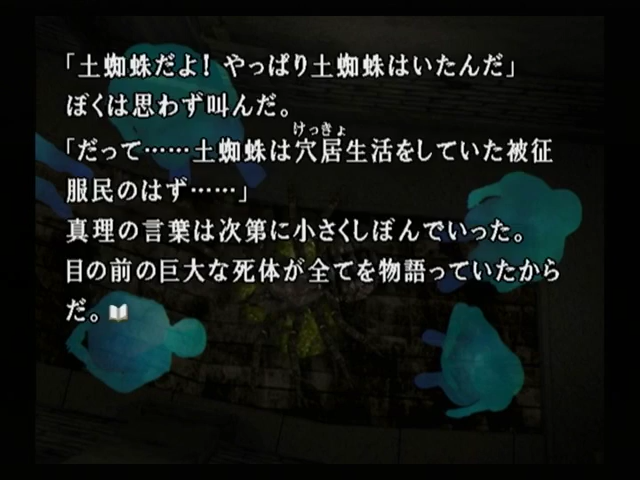 「土蜘蛛だよ！ やっぱり土蜘蛛はいたんだ」
ぼくは思わず叫んだ。
けっきょ
「だって……土蜘蛛は穴居生活をしていた被征
服民のはず……」
真理の言葉は次第に小さくしぼんでいった。
目の前の巨大な死体が全てを物語っていたから
だ。